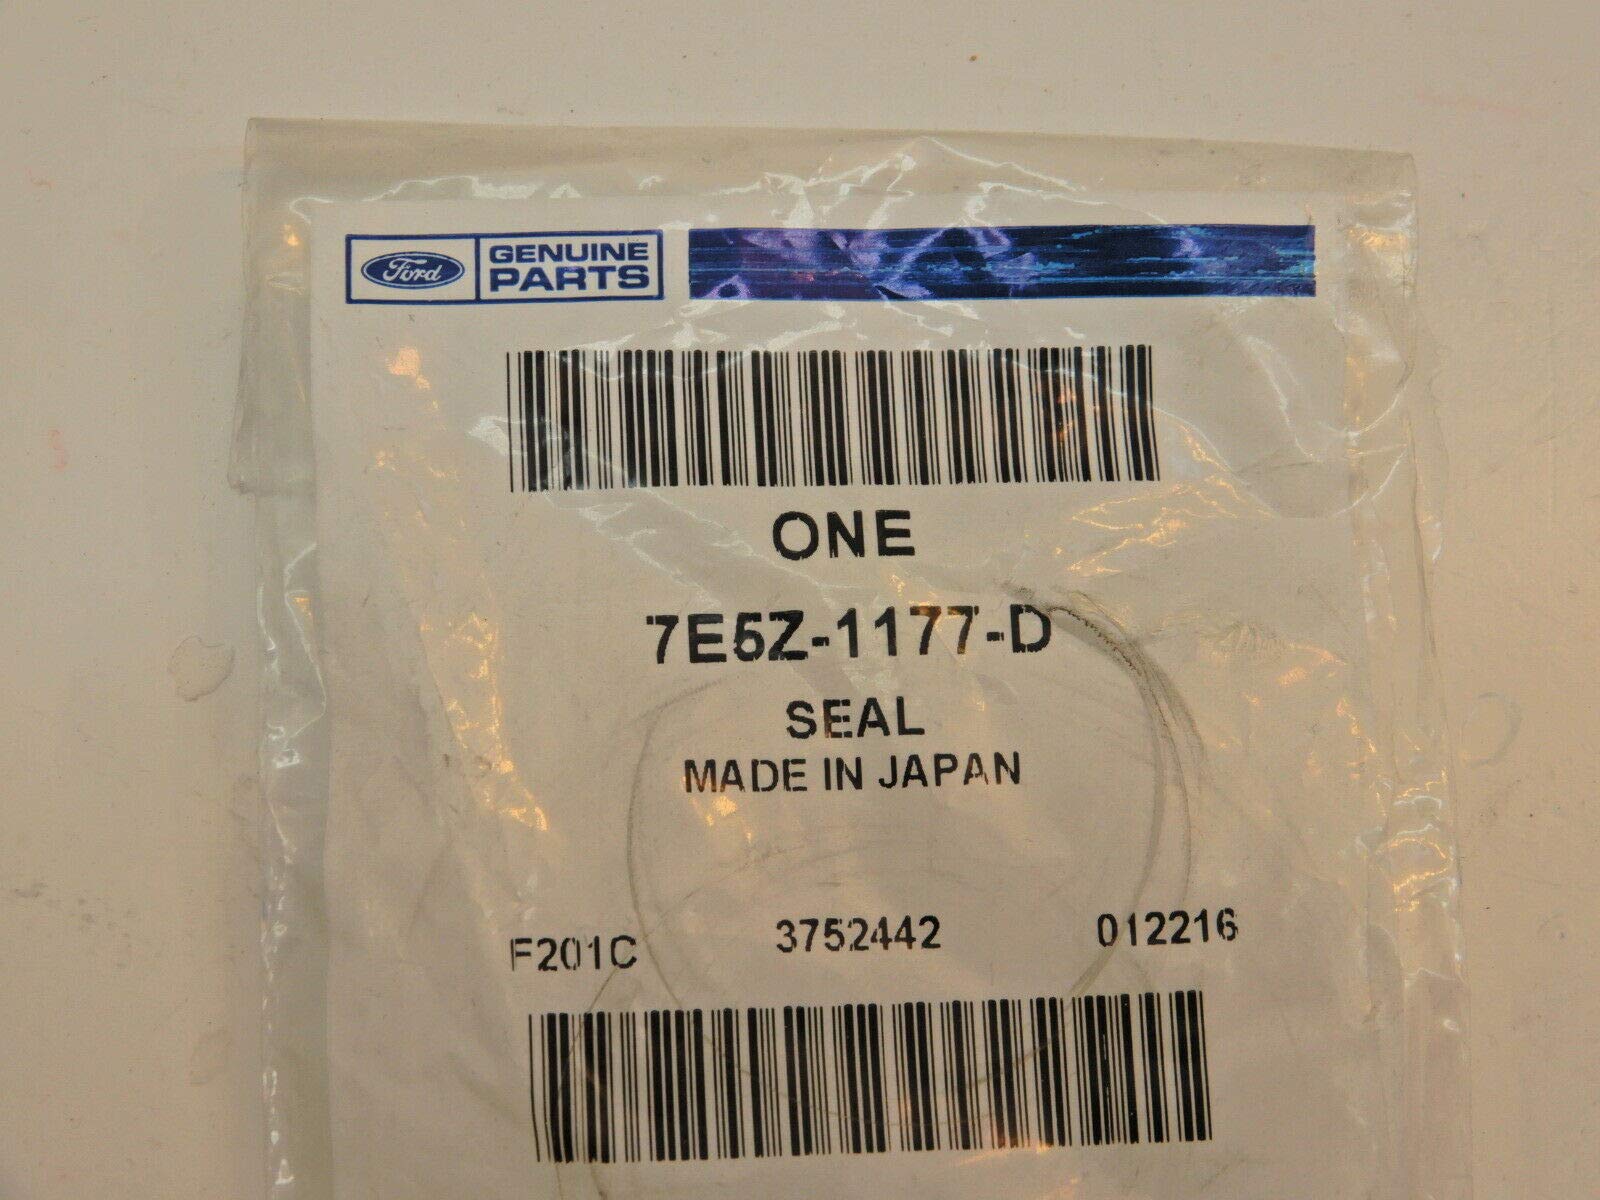 Ford GENUINE
PARTS
ONE
7E5Z-1177-D
SEAL
MADE IN JAPAN
F201C 3752442 012216